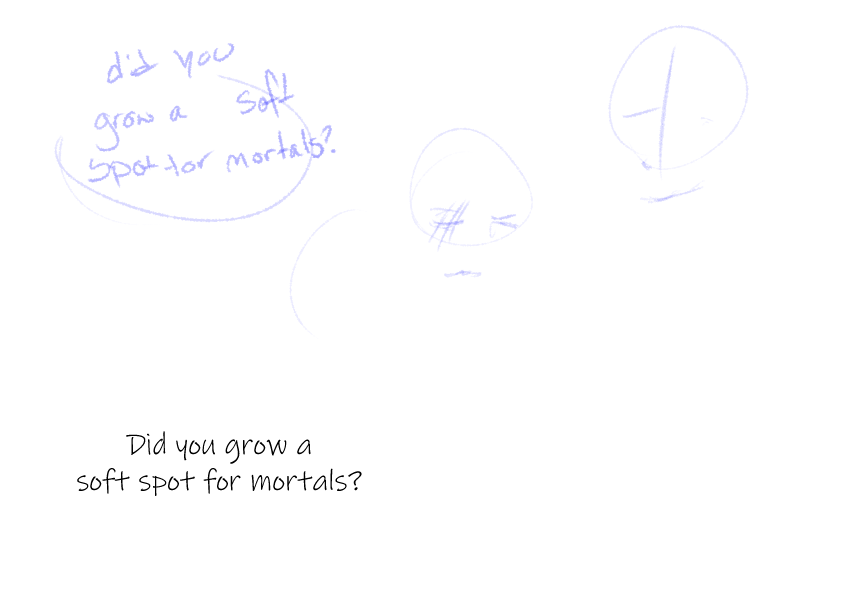 did you
grow a soft
spot for mortals?
Did you grow a
soft spot for mortals?